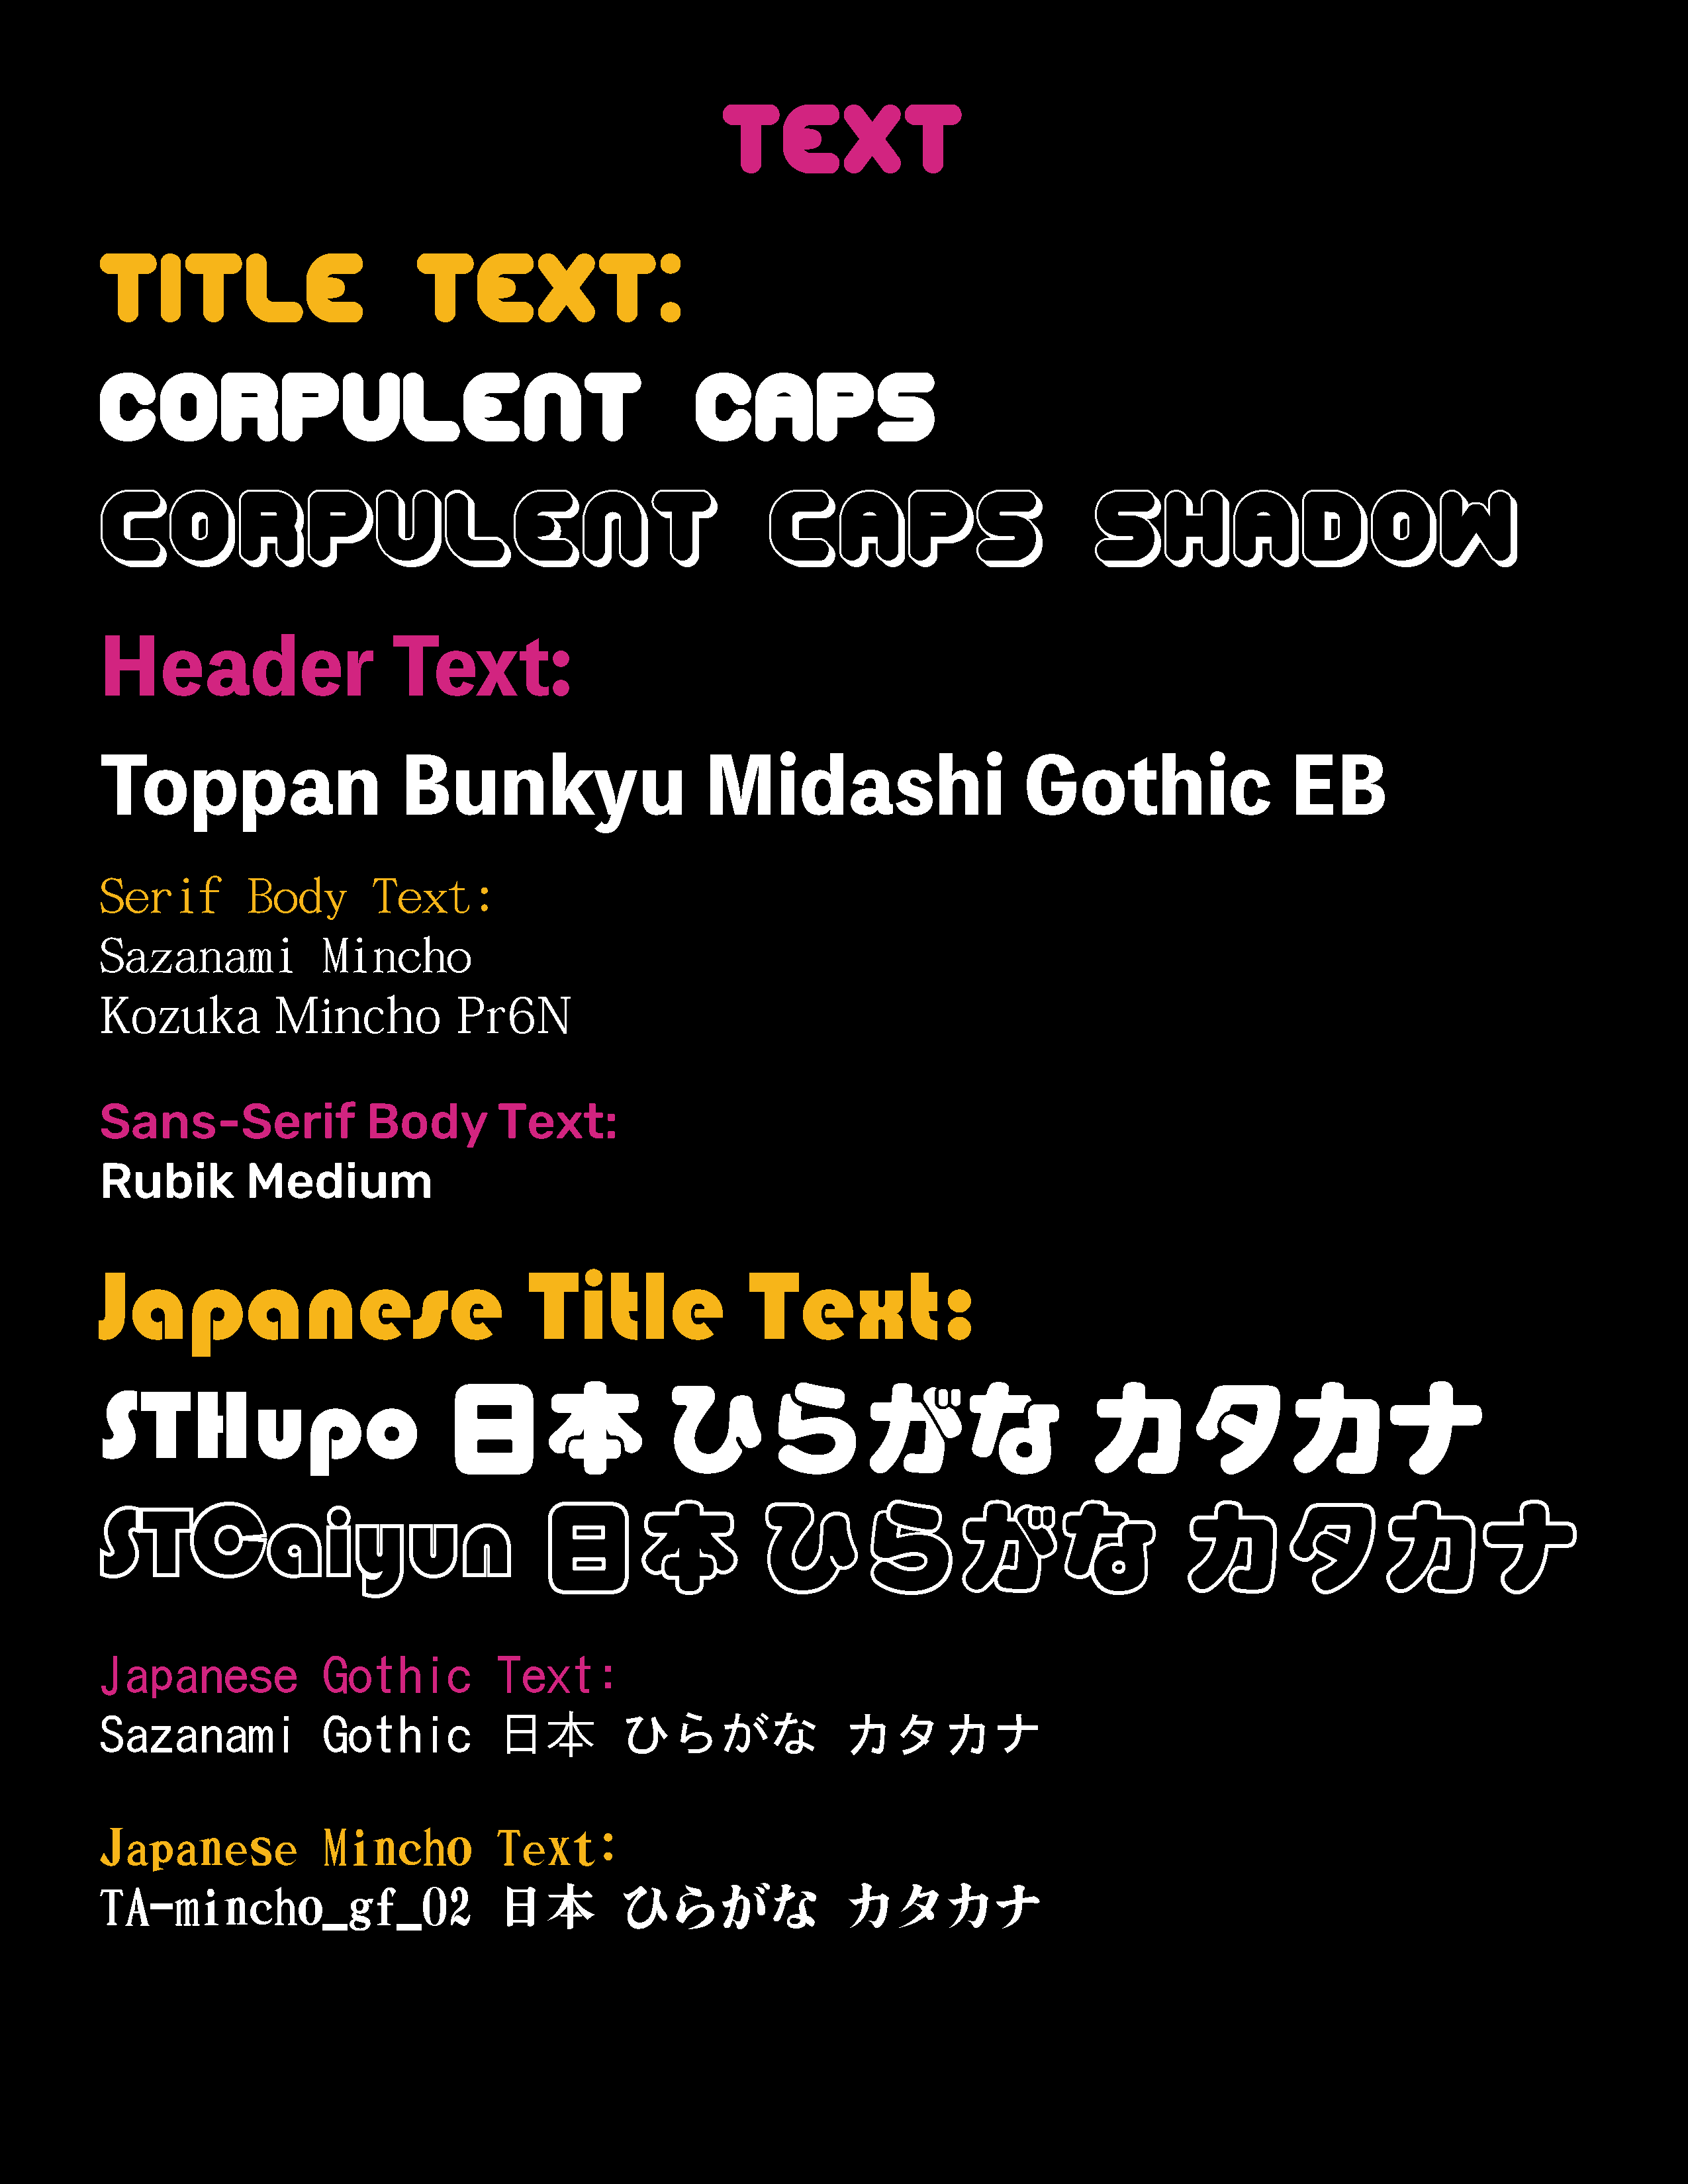 TEXT
TITLE TEXT:
CORPULENT CAPS
CORPULENT CAPS SHADOW
Header Text:
Toppan Bunkyu Midashi Gothic EB
Serif Body Text:
Sazanami Mincho
Kozuka Mincho Pr6N
Sans-Serif Body Text:
Rubik Medium
Japanese Title Text:
STHupo 日本 ひらがな カタカナ
STCaiyun 日本 ひらがな カタカナ
Japanese Gothic Text:
Sazanami Gothic 日本 ひらがな カタカナ
Japanese Mincho Text:
TA-mincho_gf_02 日本 ひらがな カタカナ